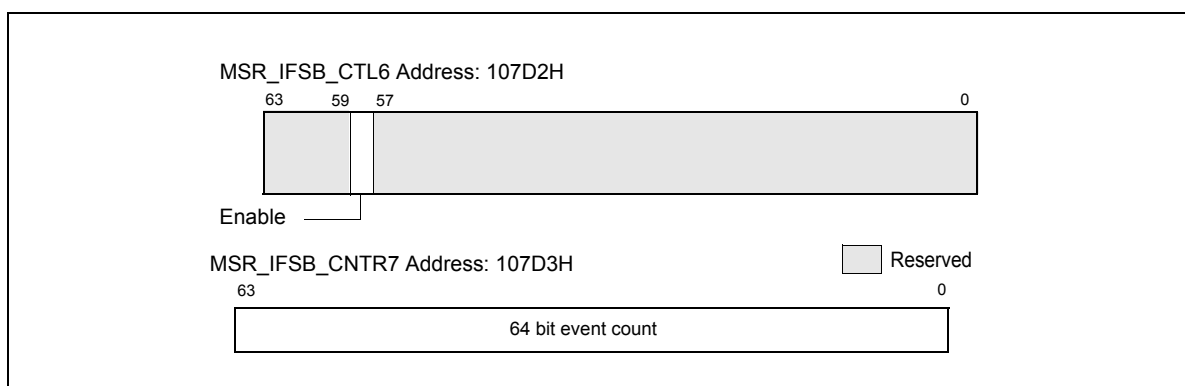 MSR_IFSB_CTL6 Address: 107D2H
63 59 57 0
Enable
MSR_IFSB_CNTR7 Address: 107D3H
Reserved
63 0
64 bit event count